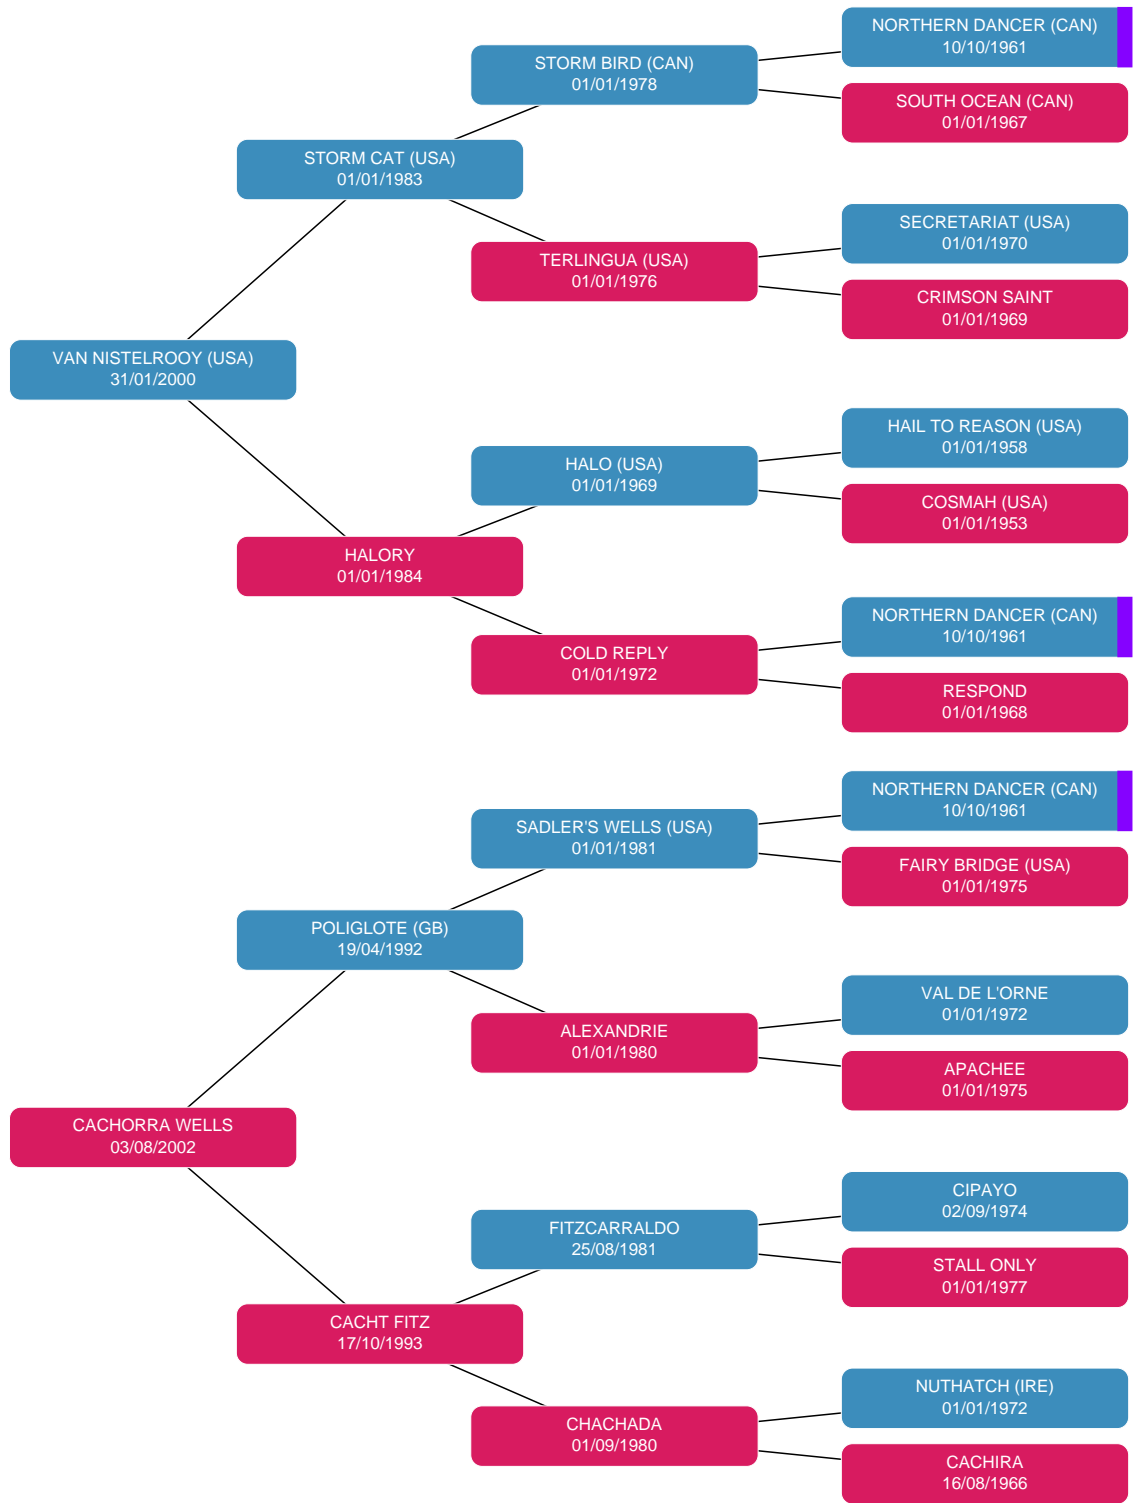 NORTHERN DANCER (CAN)
10/10/1961
STORM BIRD (CAN)
01/01/1978
SOUTH OCEAN (CAN)
01/01/1967
STORM CAT (USA)
01/01/1983
SECRETARIAT (USA)
01/01/1970
TERLINGUA (USA)
01/01/1976
CRIMSON SAINT
01/01/1969
VAN NISTELROOY (USA)
31/01/2000
HAIL TO REASON (USA)
01/01/1958
HALO (USA)
01/01/1969
COSMAH (USA)
01/01/1953
HALORY
01/01/1984
NORTHERN DANCER (CAN)
10/10/1961
COLD REPLY
01/01/1972
RESPOND
01/01/1968
NORTHERN DANCER (CAN)
10/10/1961
SADLER'S WELLS (USA)
01/01/1981
FAIRY BRIDGE (USA)
01/01/1975
POLIGLOTE (GB)
19/04/1992
VAL DE L'ORNE
01/01/1972
ALEXANDRIE
01/01/1980
APACHEE
01/01/1975
CACHORRA WELLS
03/08/2002
CIPAYO
02/09/1974
FITZCARRALDO
25/08/1981
STALL ONLY
01/01/1977
CACHT FITZ
17/10/1993
NUTHATCH (IRE)
01/01/1972
CHACHADA
01/09/1980
CACHIRA
16/08/1966